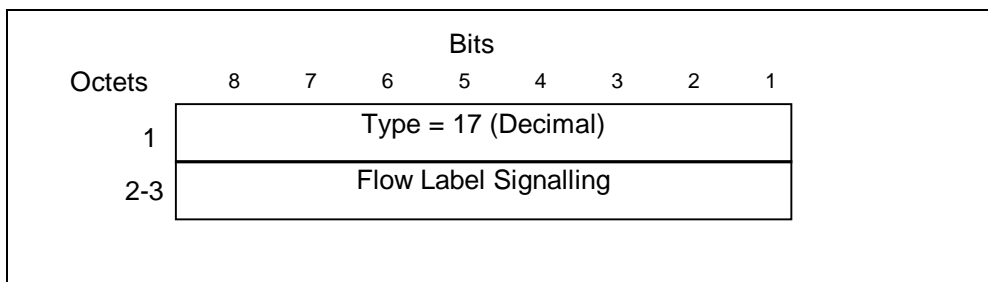 Bits
Octets 8 7 6 5 4 3 2 1
1 Type = 17 (Decimal)
2-3 Flow Label Signalling